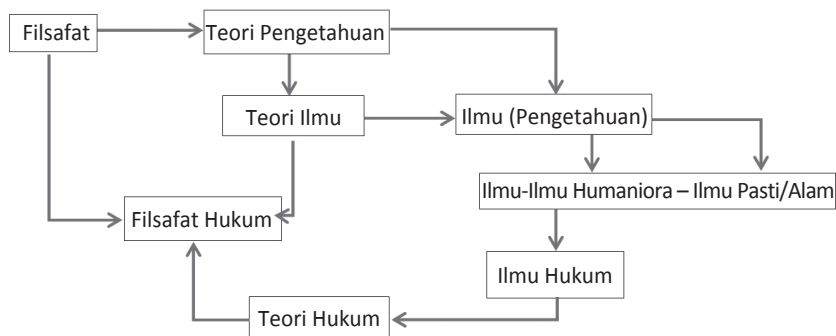 Filsafat
Teori Pengetahuan
Teori Ilmu
Ilmu (Pengetahuan)
Ilmu-Ilmu Humaniora – Ilmu Pasti/Alam
Filsafat Hukum
Ilmu Hukum
Teori Hukum